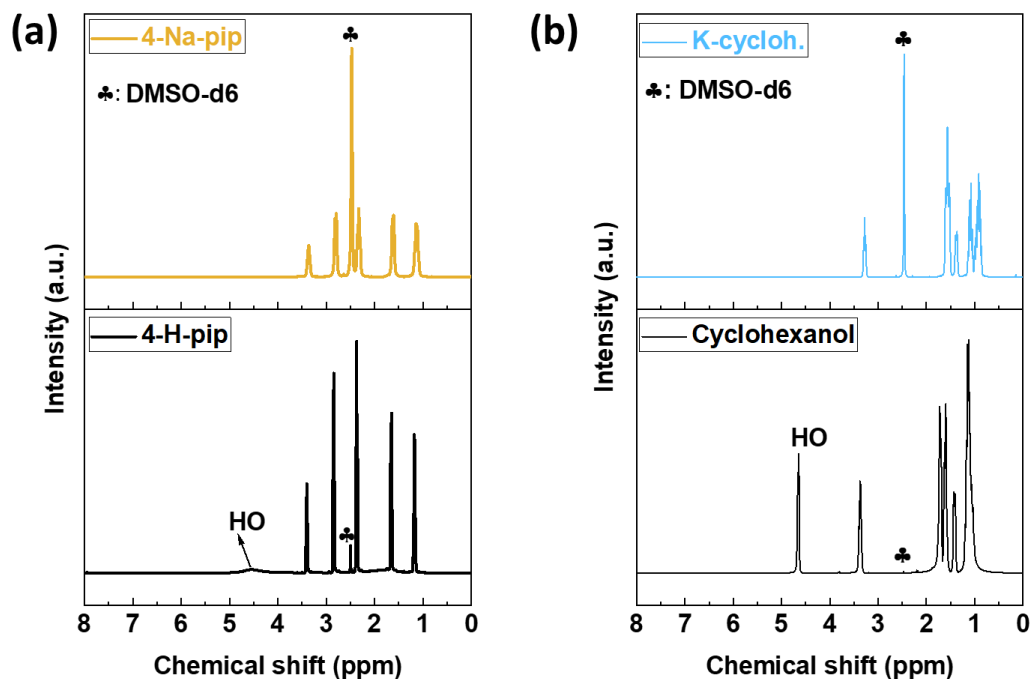 (a)
4-Na-pip
♣
♣: DMSO-d6
4-H-pip
HO
♣
Intensity (a.u.)
8 7 6 5 4 3 2 1 0
Chemical shift (ppm)
(b)
K-cycloh.
♣
♣: DMSO-d6
Cyclohexanol
HO
♣
Intensity (a.u.)
8 7 6 5 4 3 2 1 0
Chemical shift (ppm)